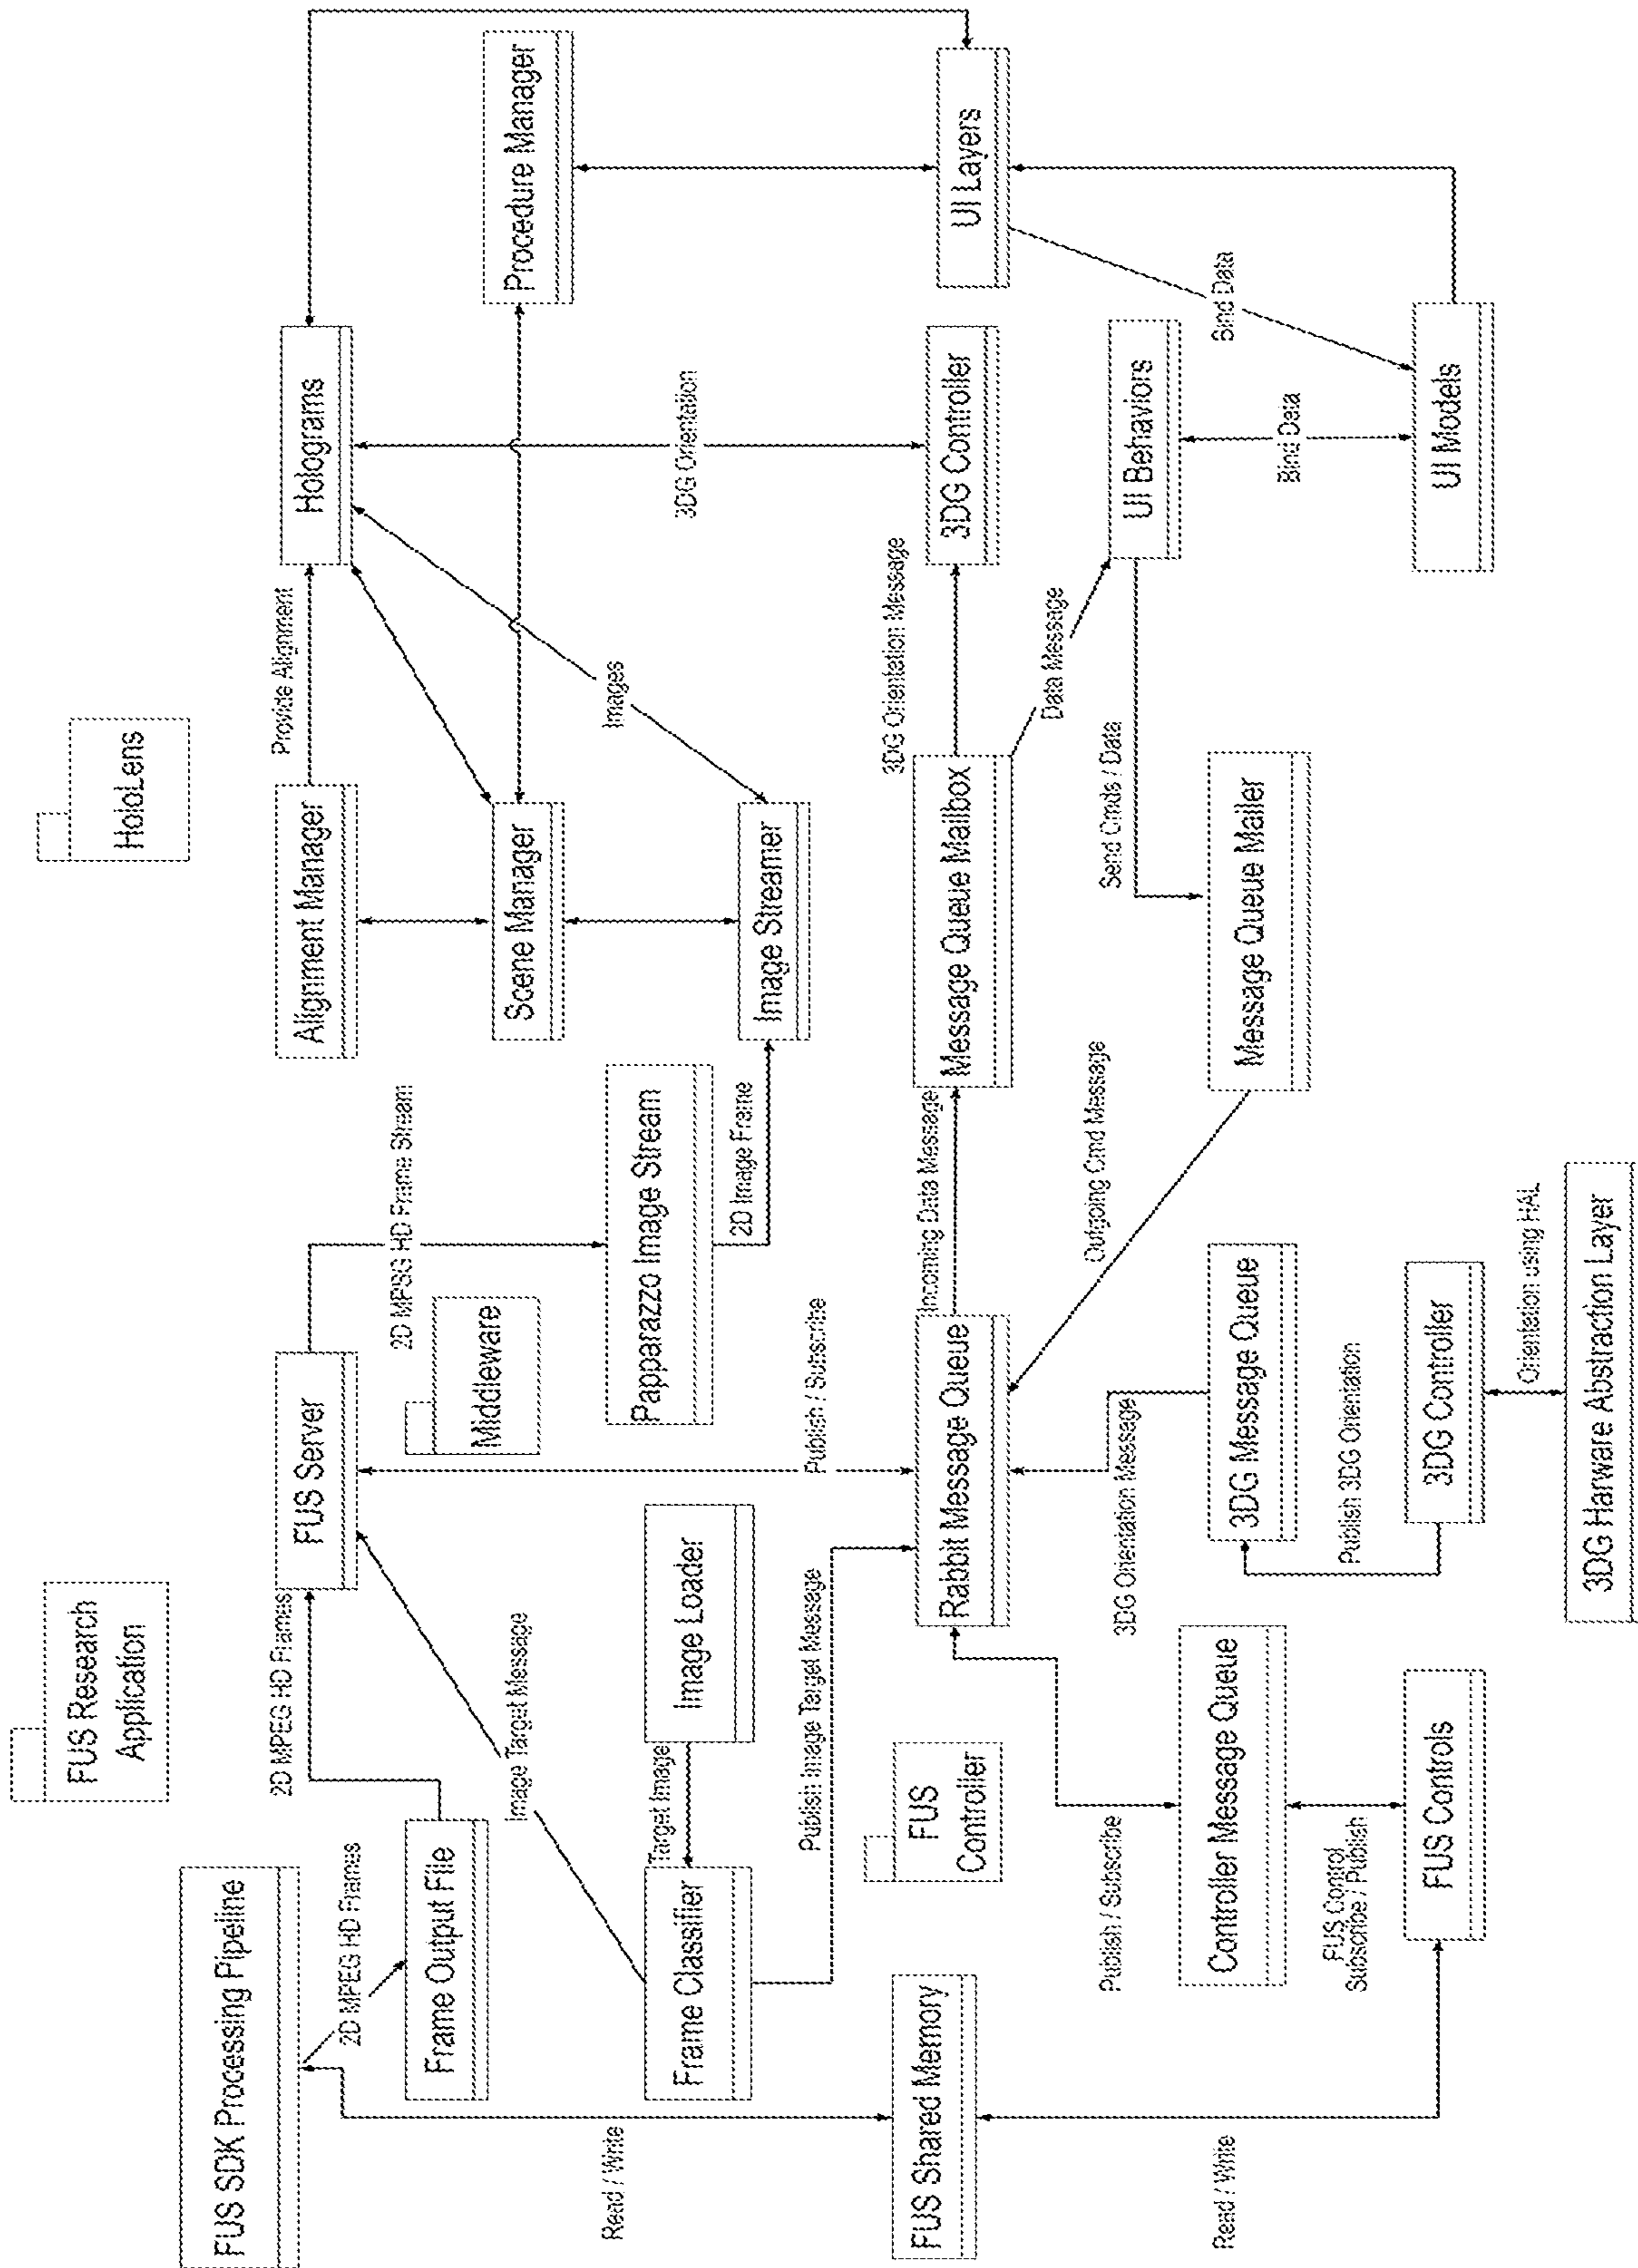 FUS Research
Application
HoloLens
FUS SDK Processing Pipeline
2D MPEG HD Frames
Frame Output File
2D MPEG HD Frames
FUS Server
2D MPSG HD Frame Stream
Middleware
Papparazzo Image Stream
2D Image Frame
Alignment Manager
Provide Alignment
Holograms
Scene Manager
Image Streamer
Images
Procedure Manager
Read / Write
Image Target Message
Frame Classifier
Target Image
Image Loader
Publish Image Target Message
Publish / Subscribe
3DG Orientation
FUS
Controller
FUS Shared Memory
Rabbit Message Queue
Incoming Data Message
Message Queue Mailbox
3DG Orientation Message
3DG Controller
UI Layers
Data Message
UI Behaviors
Bind Data
Bind Data
UI Models
Send Cmds / Data
Message Queue Mailer
Outgoing Cmd Message
Publish / Subscribe
Controller Message Queue
3DG Orientation Message
3DG Message Queue
Publish 3DG Orientation
FUS Control
Subscribe / Publish
Read / Write
FUS Controls
3DG Controller
Orientation using HAL
3DG Harware Abstraction Layer